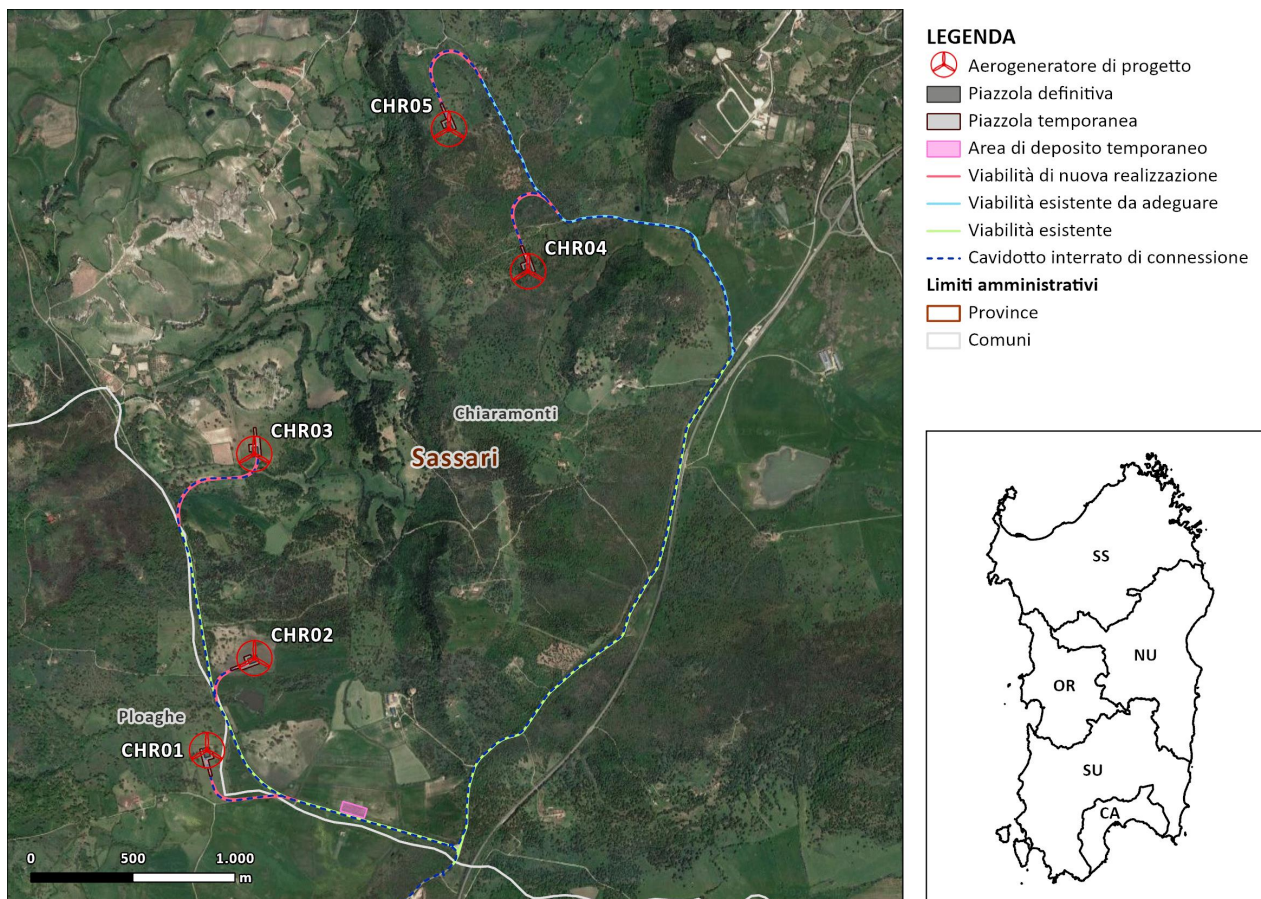 CHR05
CHR04
Chiaramonti
CHR03
Sassari
CHR02
Ploaghe
CHR01
0 500 1.000
m
LEGENDA
Aerogeneratore di progetto
Piazzola definitiva
Piazzola temporanea
Area di deposito temporaneo
Viabilità di nuova realizzazione
Viabilità esistente da adeguare
Viabilità esistente
Cavidotto interrato di connessione
Limiti amministrativi
Province
Comuni
SS
NU
OR
SU
CA